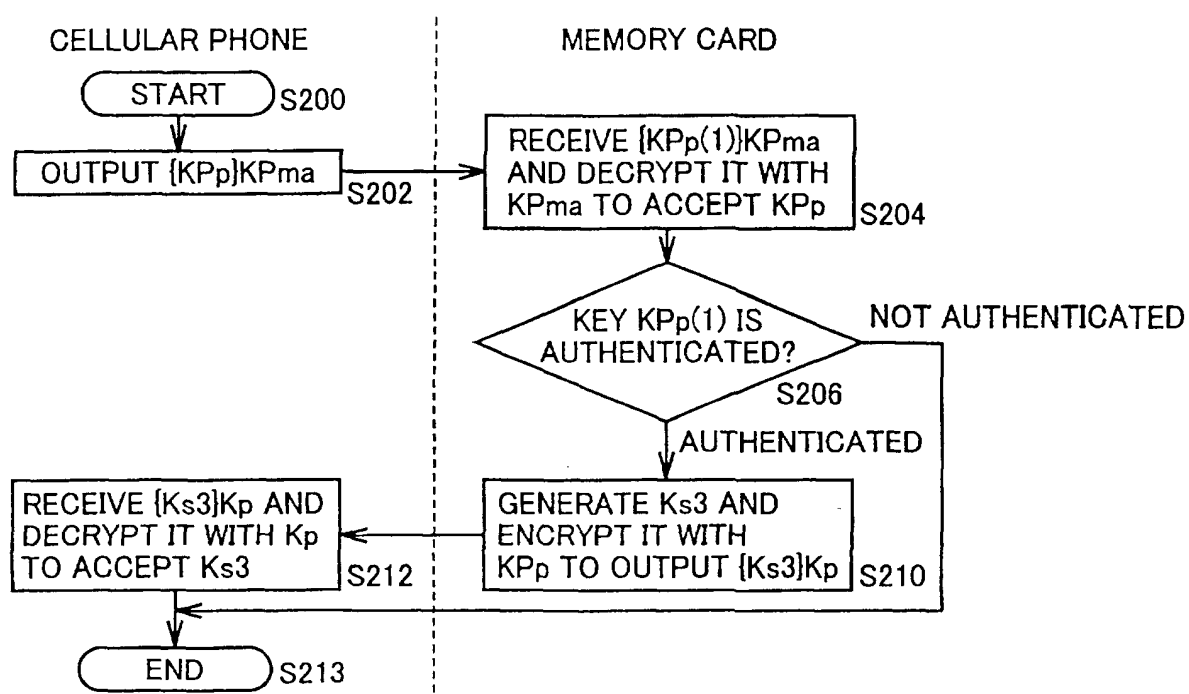 CELLULAR PHONE
MEMORY CARD
START
S200
OUTPUT {KPp}KPma
S202
RECEIVE {KPp(1)}KPma
AND DECRYPT IT WITH
KPma TO ACCEPT KPp
S204
KEY KPp(1) IS
AUTHENTICATED?
S206
NOT AUTHENTICATED
AUTHENTICATED
GENERATE Ks3 AND
ENCRYPT IT WITH
KPp TO OUTPUT {Ks3}Kp
S210
RECEIVE {Ks3}Kp AND
DECRYPT IT WITH Kp
TO ACCEPT Ks3
S212
END
S213